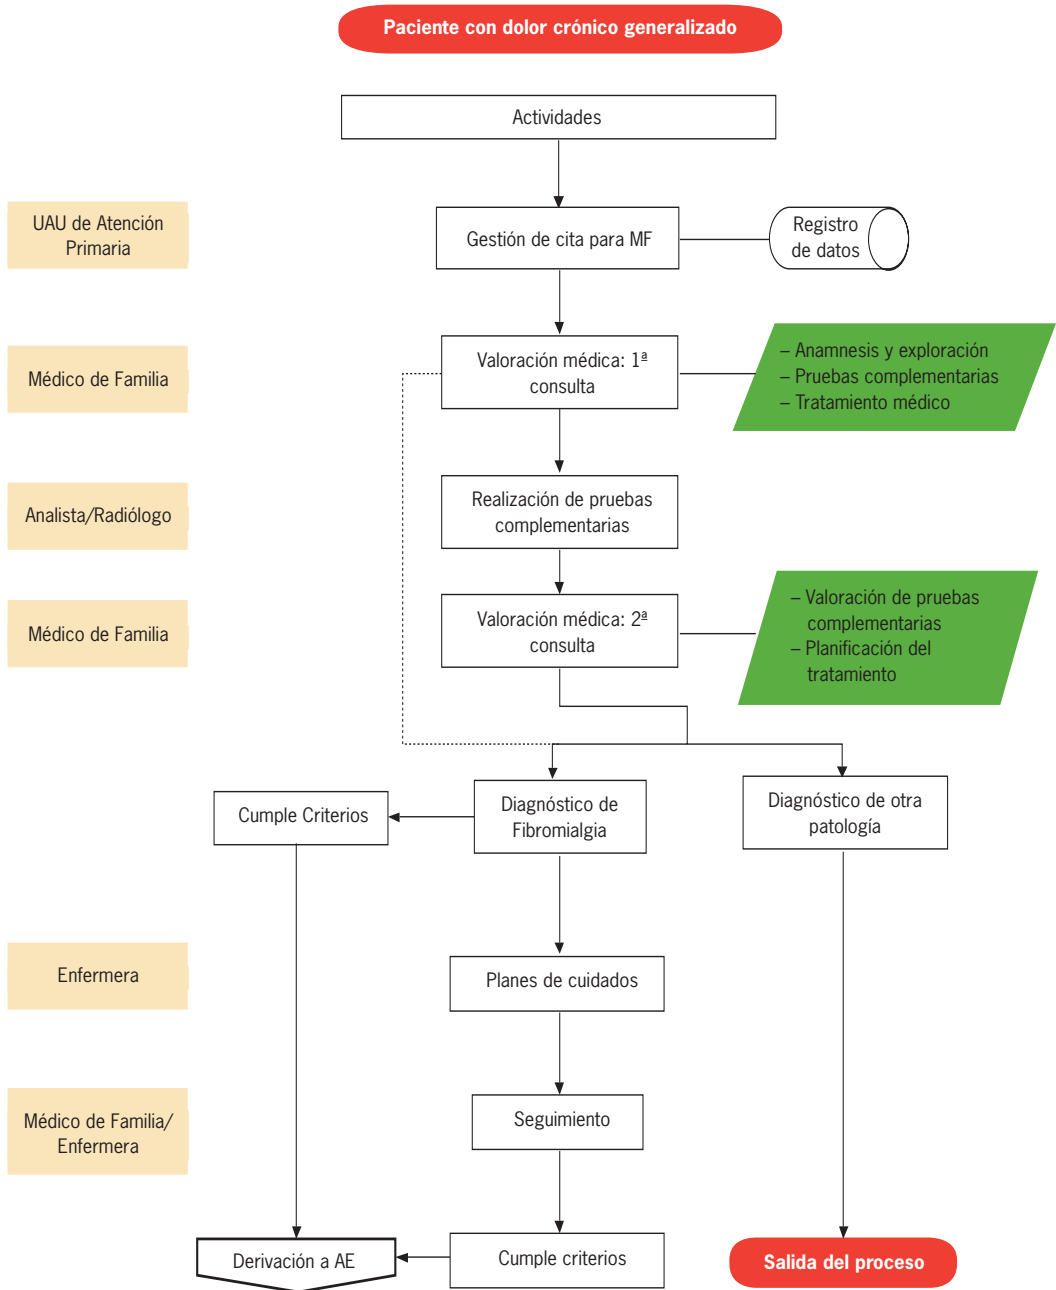 Paciente con dolor crónico generalizado
Actividades
UAU de Atención
Primaria
Gestión de cita para MF
Registro
de datos
Médico de Familia
Valoración médica: 1ª
consulta
– Anamnesis y exploración
– Pruebas complementarias
– Tratamiento médico
Analista/Radiólogo
Realización de pruebas
complementarias
Médico de Familia
Valoración médica: 2ª
consulta
– Valoración de pruebas
complementarias
– Planificación del
tratamiento
Cumple Criterios
Diagnóstico de
Fibromialgia
Diagnóstico de otra
patología
Enfermera
Planes de cuidados
Médico de Familia/
Enfermera
Seguimiento
Derivación a AE
Cumple criterios
Salida del proceso